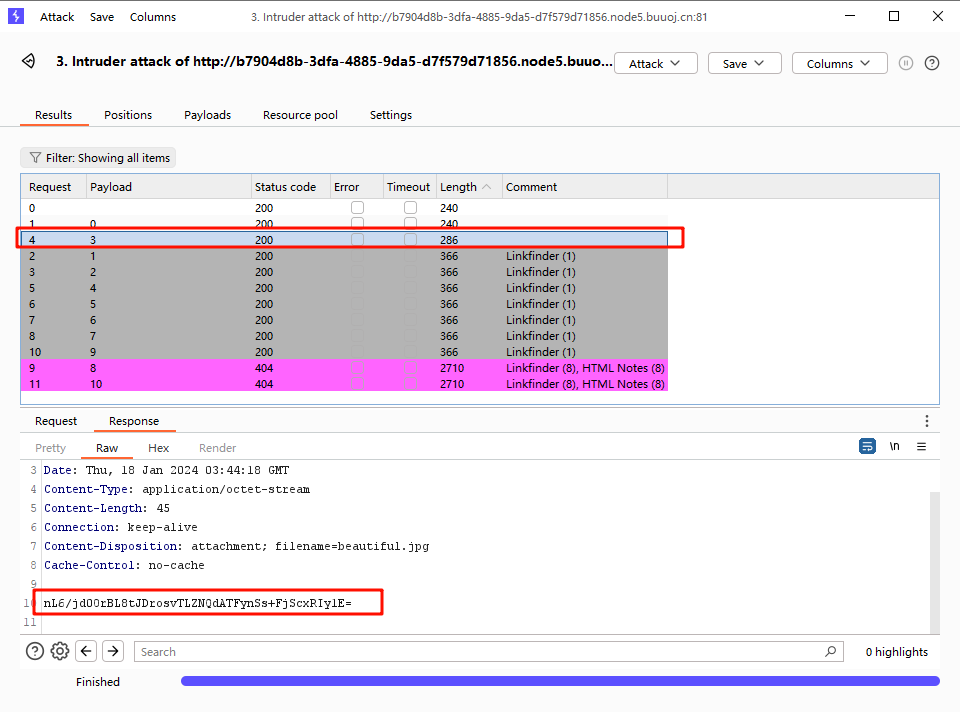 Attack Save Columns 3. Intruder attack of http://b7904d8b-3dfa-4885-9da5-d7f579d71856.node5.buuoj.cn:81
3. Intruder attack of http://b7904d8b-3dfa-4885-9da5-d7f579d71856.node5.buuo... Attack Save Columns
Results Positions Payloads Resource pool Settings
Filter: Showing all items
Request Payload Status code Error Timeout Length Comment
0 200 240
1 0 200 240
4 3 200 286
2 1 200 366 Linkfinder (1)
3 2 200 366 Linkfinder (1)
5 4 200 366 Linkfinder (1)
6 5 200 366 Linkfinder (1)
7 6 200 366 Linkfinder (1)
8 7 200 366 Linkfinder (1)
10 9 200 366 Linkfinder (1)
9 8 404 2710 Linkfinder (8), HTML Notes (8)
11 10 404 2710 Linkfinder (8), HTML Notes (8)
Request Response
Pretty Raw Hex Render \n
3 Date: Thu, 18 Jan 2024 03:44:18 GMT
4 Content-Type: application/octet-stream
5 Content-Length: 45
6 Connection: keep-alive
7 Content-Disposition: attachment; filename=beautiful.jpg
8 Cache-Control: no-cache
9
10
11
Search 0 highlights
Finished